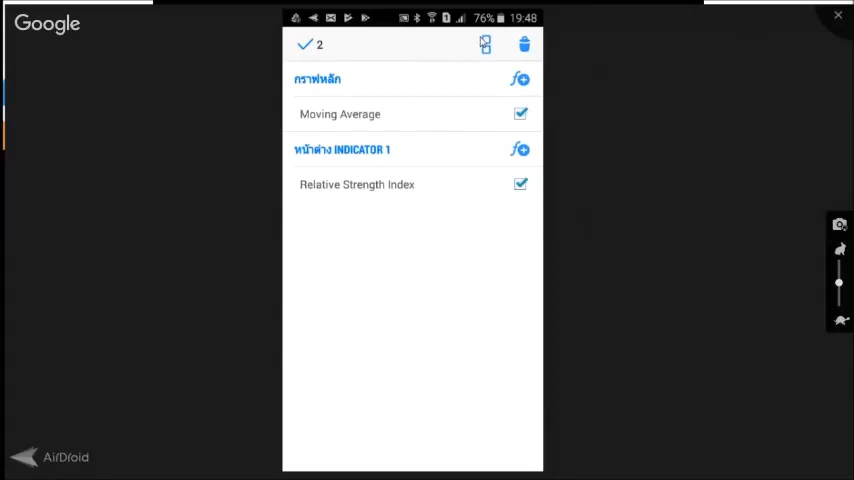 Google
76% 19:48
2
กราฟหลัก
Moving Average
หน้าต่าง INDICATOR 1
Relative Strength Index
AirDroid